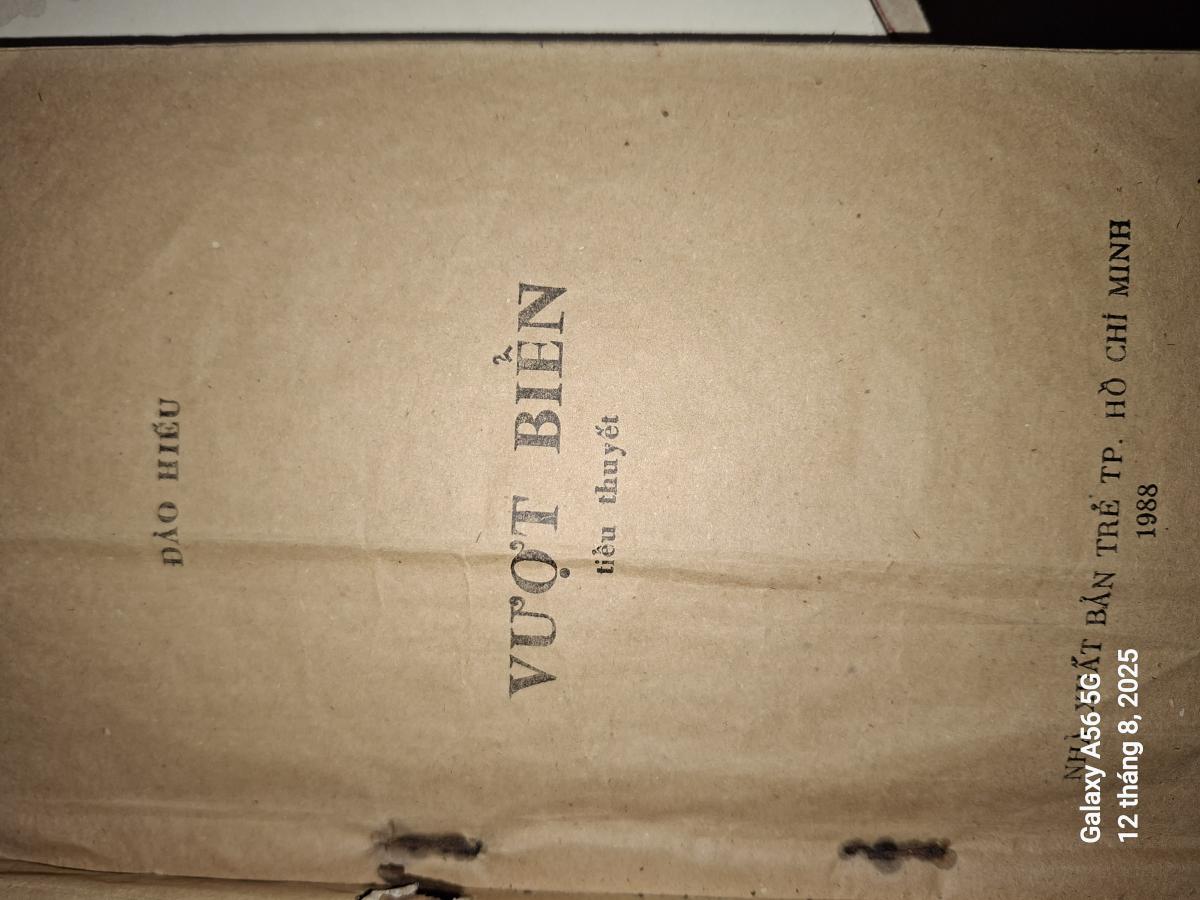 ĐÀO HIẾU
VƯỢT BIỂN
tiểu thuyết
NHÀ XUẤT BẢN TRẺ TP. HỒ CHÍ MINH
1988
Galaxy A56 5G
12 tháng 8, 2025